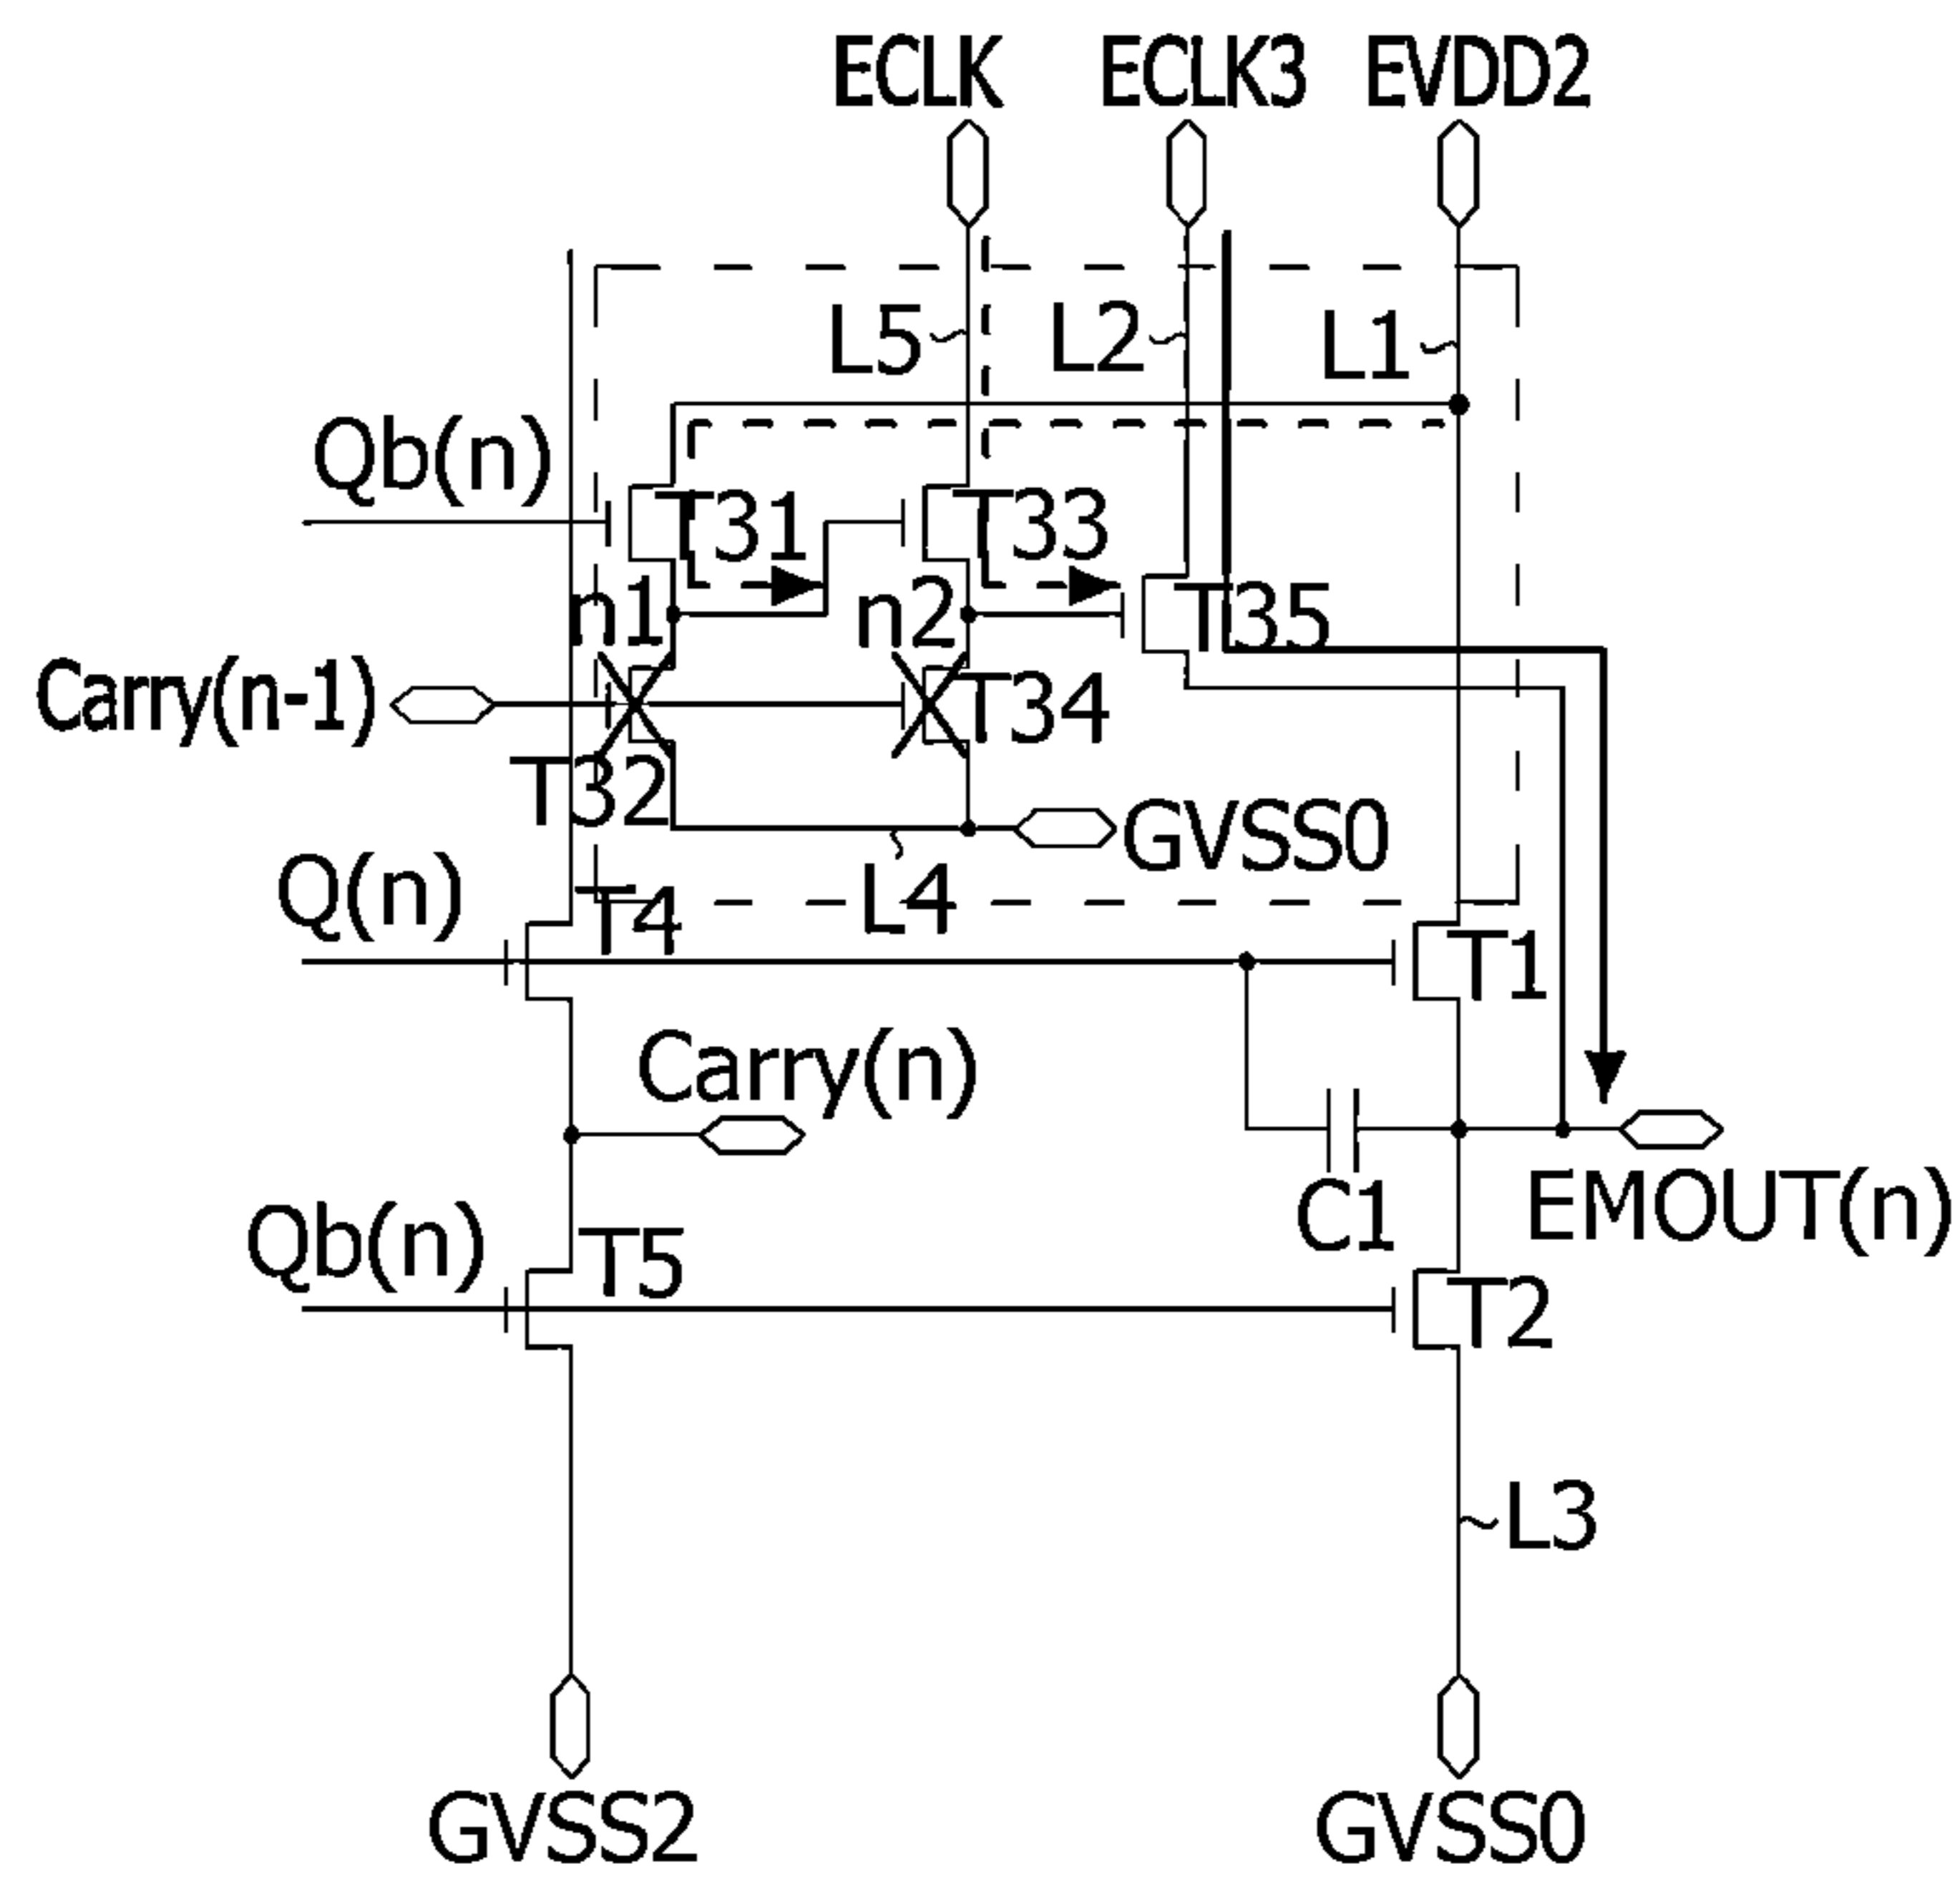 ECLK ECLK3 EVDD2
L5 L2 L1
Qb(n)
T31 T33
n1 n2 T35
Carry(n-1) T34
T32
GVSS0
Q(n) T4 L4
T1
Carry(n)
C1 EMOUT(n)
Qb(n) T5
T2
L3
GVSS2 GVSS0